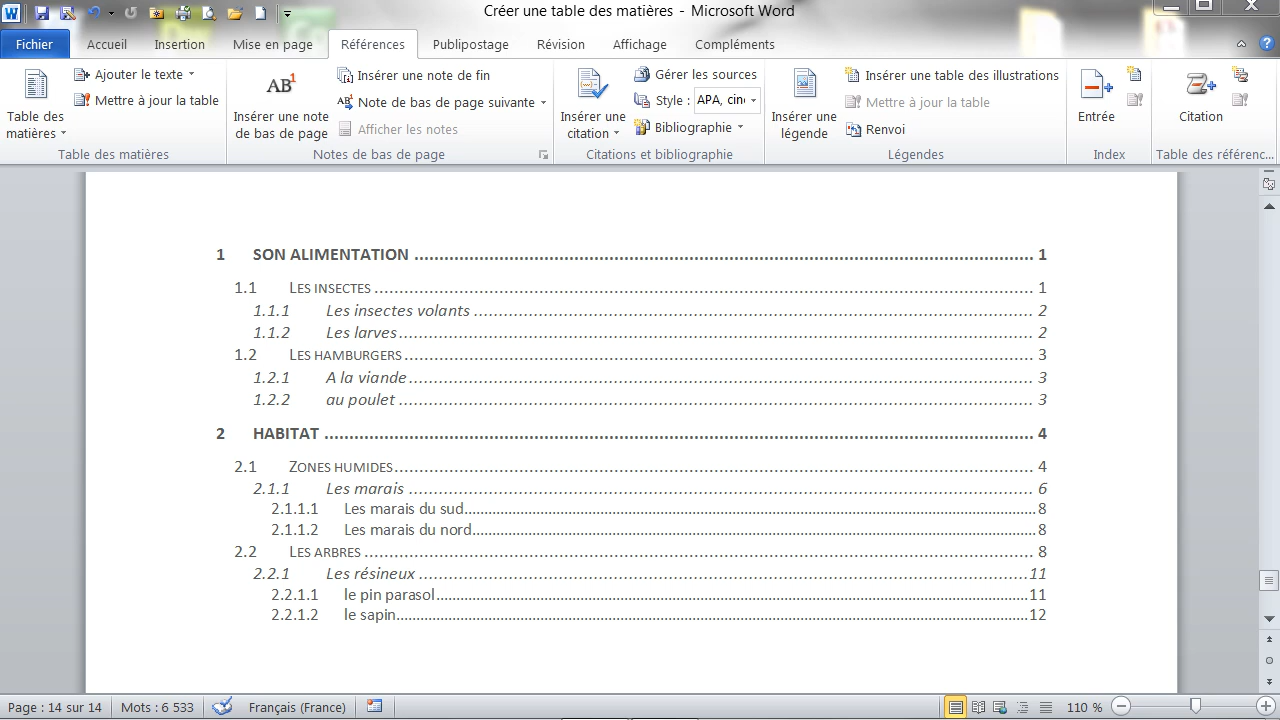 Créer une table des matières - Microsoft Word
Fichier Accueil Insertion Mise en page Références Publipostage Révision Affichage Compléments
Table des matières
Ajouter le texte
Mettre à jour la table
Table des matières
AB1
Insérer une note de bas de page
Insérer une note de fin
Note de bas de page suivante
Afficher les notes
Notes de bas de page
Insérer une citation
Gérer les sources
Style : APA, cin
Bibliographie
Citations et bibliographie
Insérer une légende
Insérer une table des illustrations
Mettre à jour la table
Renvoi
Légendes
Entrée
Index
Citation
Table des référenc...
1 SON ALIMENTATION ........ 1
1.1 LES INSECTES ........ 1
1.1.1 Les insectes volants ........ 2
1.1.2 Les larves ........ 2
1.2 LES HAMBURGERS ........ 3
1.2.1 A la viande ........ 3
1.2.2 au poulet ........ 3
2 HABITAT ........ 4
2.1 ZONES HUMIDES ........ 4
2.1.1 Les marais ........ 6
2.1.1.1 Les marais du sud ........ 8
2.1.1.2 Les marais du nord ........ 8
2.2 LES ARBRES ........ 8
2.2.1 Les résineux ........ 11
2.2.1.1 le pin parasol ........ 11
2.2.1.2 le sapin ........ 12
Page : 14 sur 14 Mots : 6 533 Français (France) 110 %